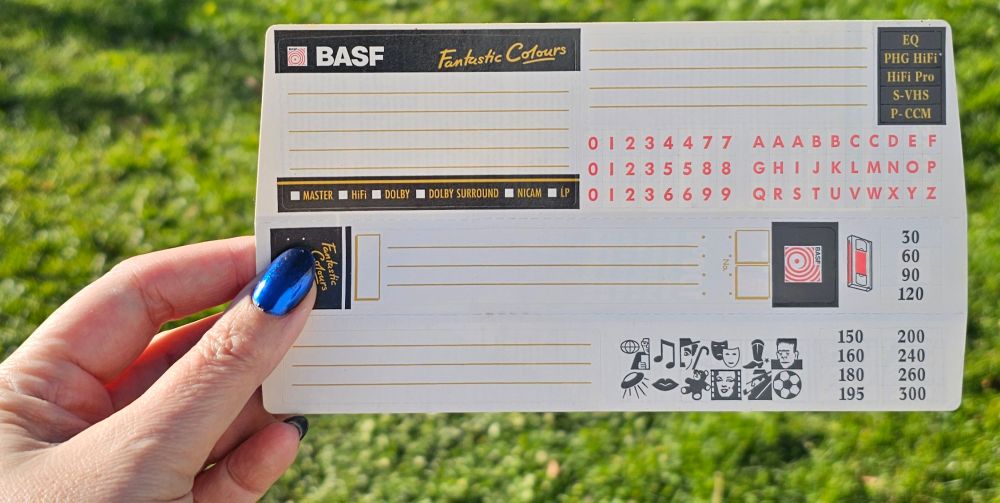 BASF Fantastic Colours
EQ
PHG HiFi
HiFi Pro
S-VHS
P-CCM
0 1 2 3 4 4 7 7 A A A B B C C D E F
0 1 2 3 5 5 8 8 G H I J K L M N O P
0 1 2 3 6 6 9 9 Q R S T U V W X Y Z
MASTER HiFi DOLBY DOLBY SURROUND NICAM LP
Fantastic
Colours
No.
BASF
30
60
90
120
150 200
160 240
180 260
195 300